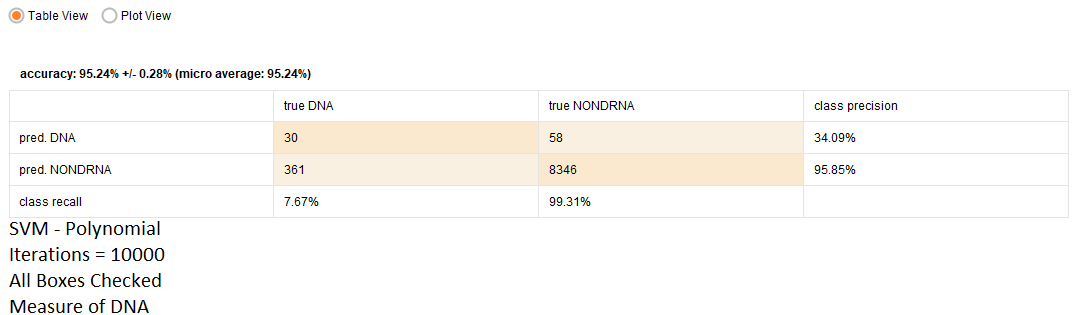 Table View Plot View
accuracy: 95.24% +/- 0.28% (micro average: 95.24%)
true DNA true NONDRNA class precision
pred. DNA 30 58 34.09%
pred. NONDRNA 361 8346 95.85%
class recall 7.67% 99.31%
SVM - Polynomial
Iterations = 10000
All Boxes Checked
Measure of DNA